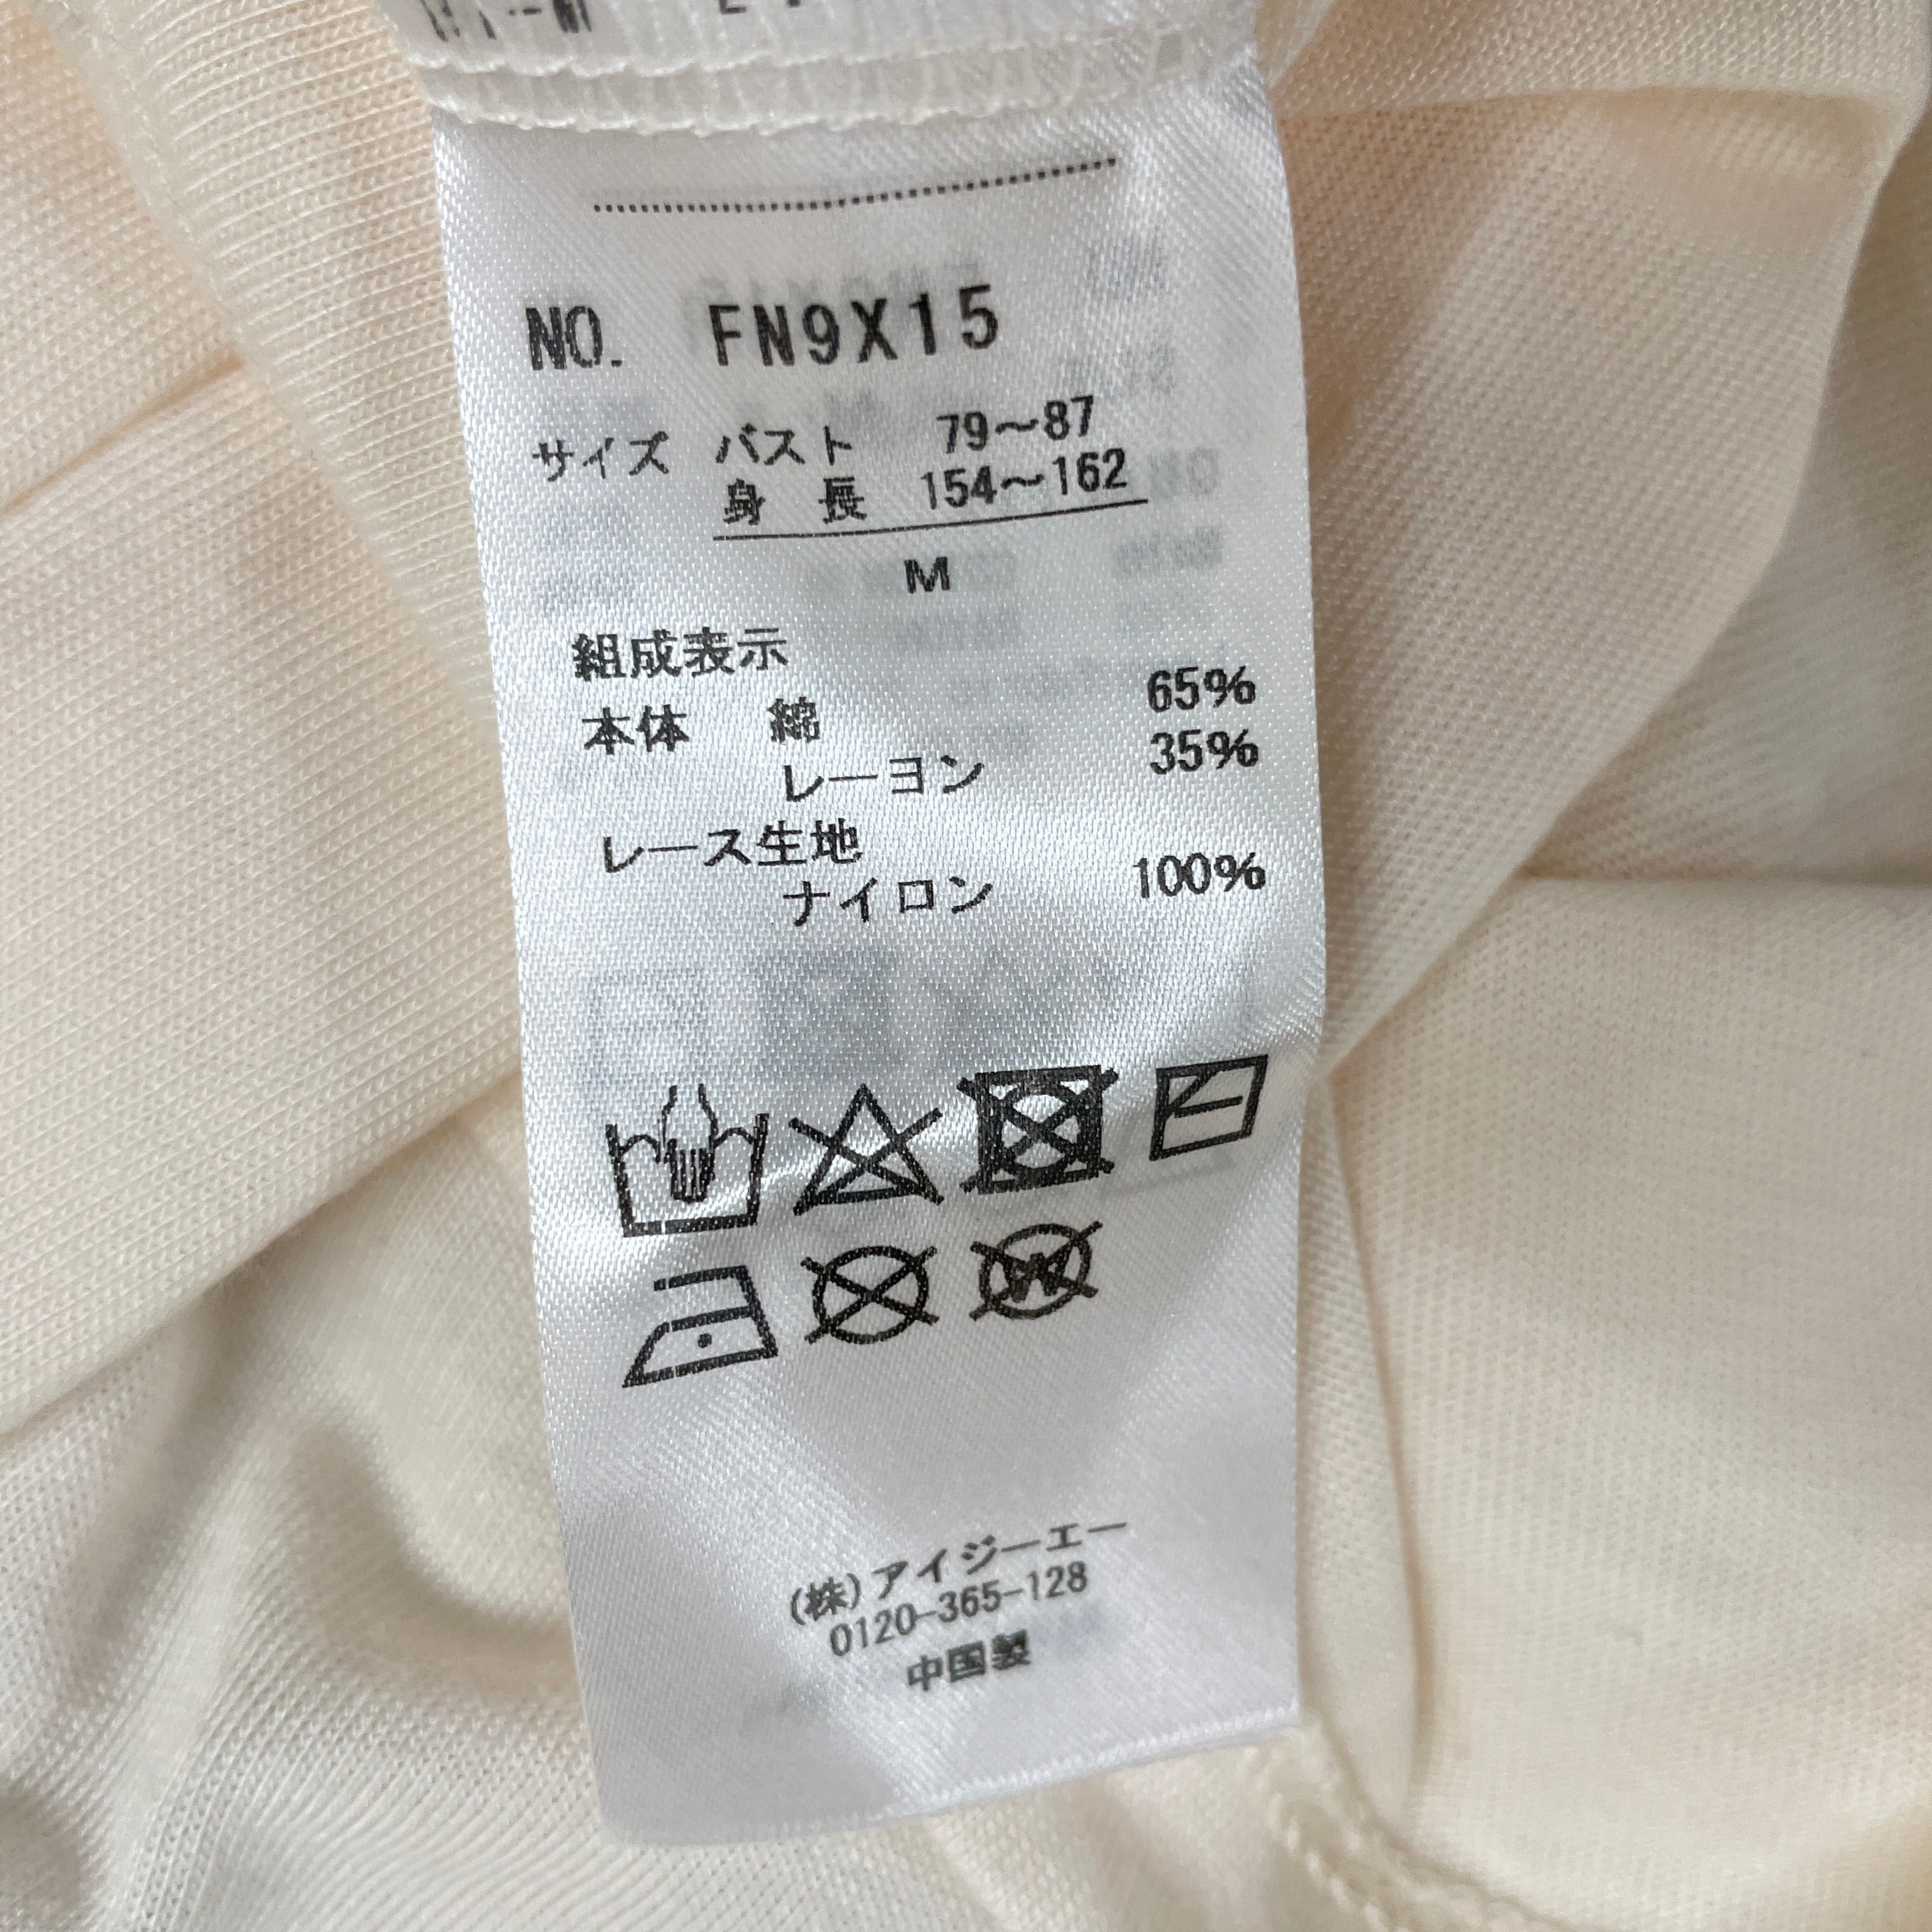 NO. FN9X15
サイズ バスト 79～87
身長 154～162
M
組成表示
本体 綿 65%
レーヨン 35%
レース生地
ナイロン 100%
(株)アイジーエー
0120-365-128
中国製